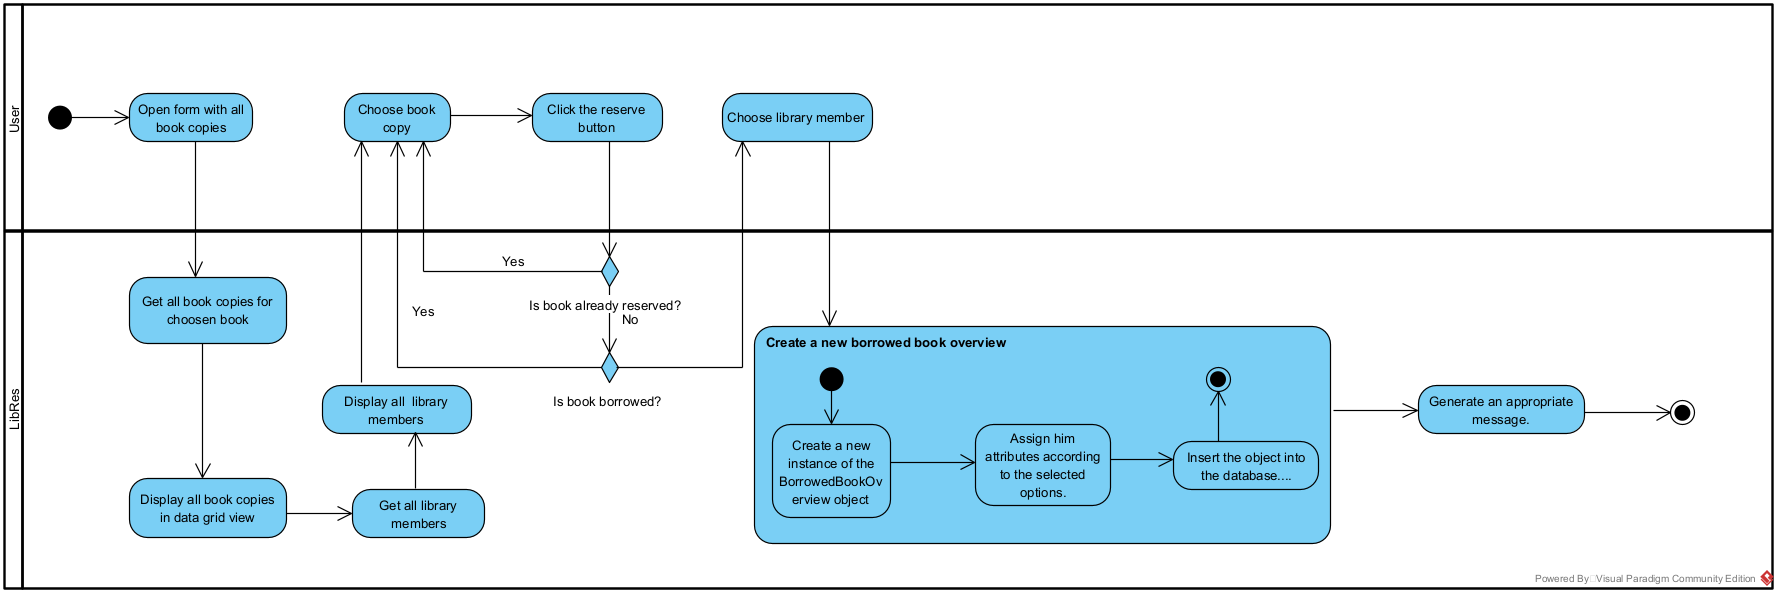 User
Open form with all
book copies
Choose book
copy
Click the reserve
button
Choose library member
LibRes
Get all book copies for
choosen book
Display all book copies
in data grid view
Get all library
members
Display all library
members
Yes
Is book already reserved?
No
Yes
Is book borrowed?
Create a new borrowed book overview
Create a new
instance of the
BorrowedBookOv
erview object
Assign him
attributes according
to the selected
options.
Insert the object into
the database....
Generate an appropriate
message.
Powered By Visual Paradigm Community Edition